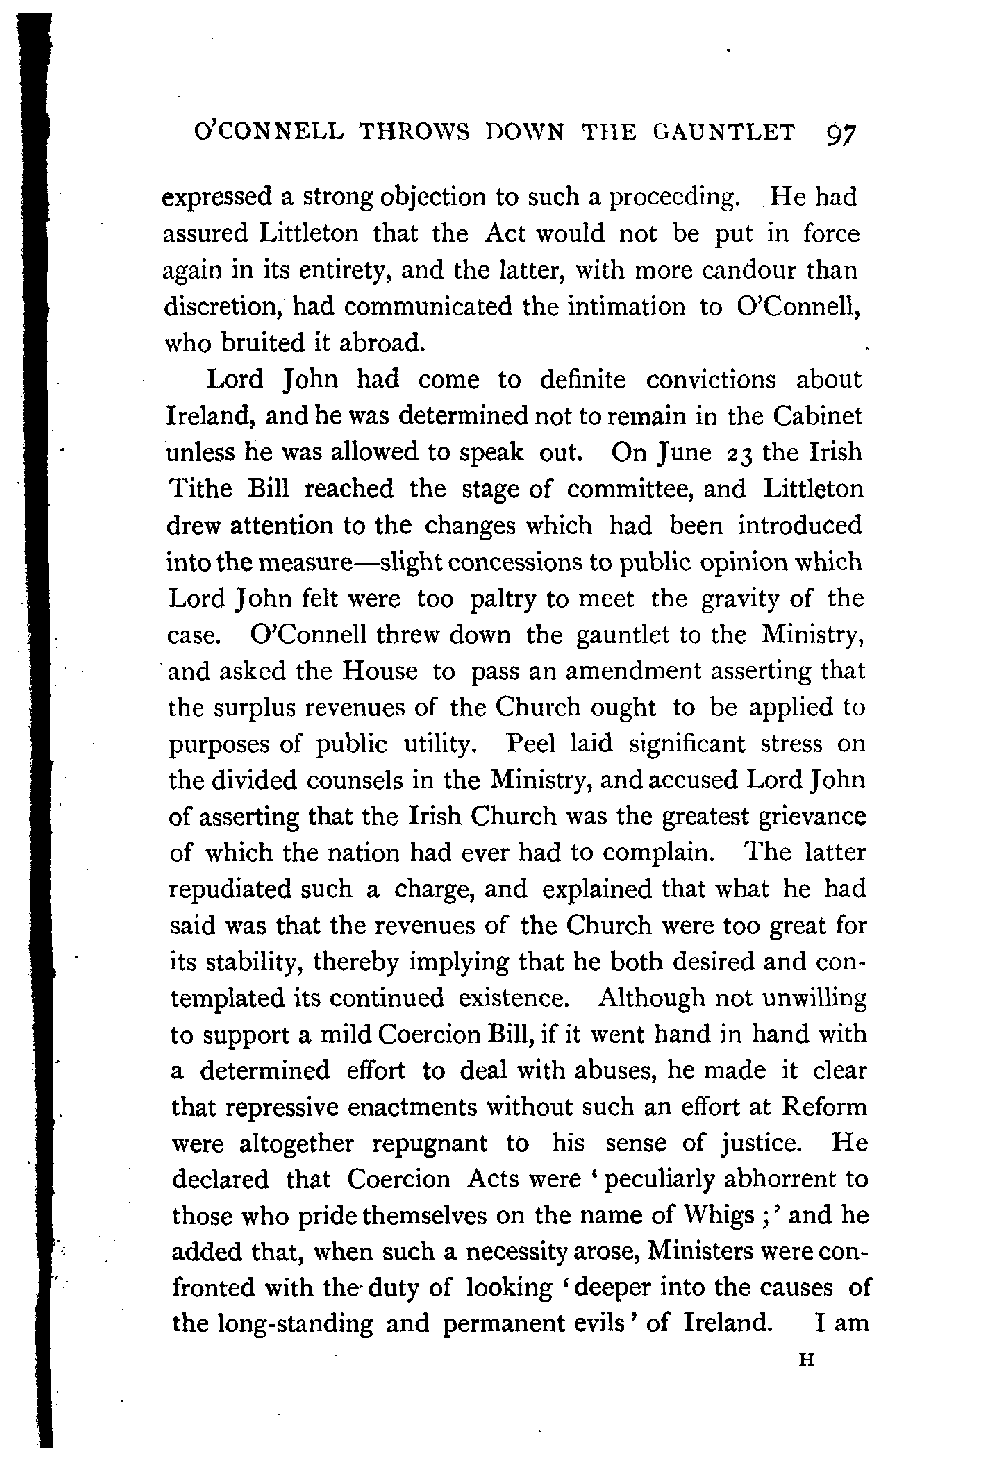 O'CONNELL THROWS DOWN THE GAUNTLET 97
expressed a strong objection to such a proceeding. He had
assured Littleton that the Act would not be put in force
again in its entirety, and the latter, with more candour than
discretion, had communicated the intimation to O'Connell,
who bruited it abroad.
Lord John had come to definite convictions about
Ireland, and he was determined not to remain in the Cabinet
unless he was allowed to speak out. On June 23 the Irish
Tithe Bill reached the stage of committee, and Littleton
drew attention to the changes which had been introduced
into the measure—slight concessions to public opinion which
Lord John felt were too paltry to meet the gravity of the
case. O'Connell threw down the gauntlet to the Ministry,
and asked the House to pass an amendment asserting that
the surplus revenues of the Church ought to be applied to
purposes of public utility. Peel laid significant stress on
the divided counsels in the Ministry, and accused Lord John
of asserting that the Irish Church was the greatest grievance
of which the nation had ever had to complain. The latter
repudiated such a charge, and explained that what he had
said was that the revenues of the Church were too great for
its stability, thereby implying that he both desired and con-
templated its continued existence. Although not unwilling
to support a mild Coercion Bill, if it went hand in hand with
a determined effort to deal with abuses, he made it clear
that repressive enactments without such an effort at Reform
were altogether repugnant to his sense of justice. He
declared that Coercion Acts were ‘peculiarly abhorrent to
those who pride themselves on the name of Whigs ;’ and he
added that, when such a necessity arose, Ministers were con-
fronted with the duty of looking ‘deeper into the causes of
the long-standing and permanent evils’ of Ireland. I am
H